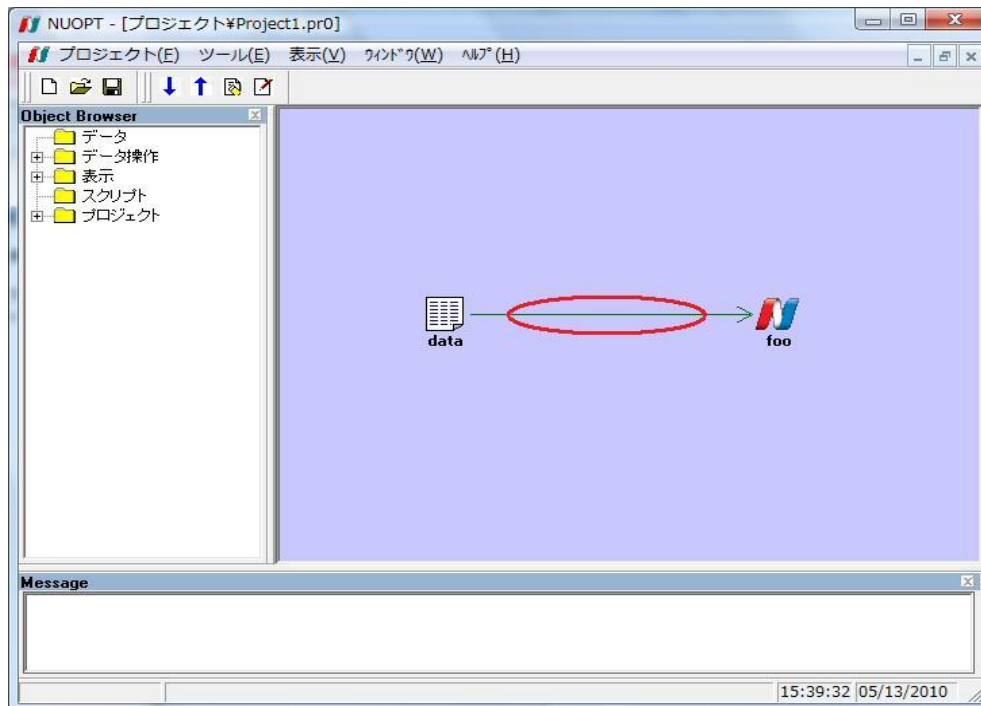 NUOPT - [プロジェクト¥Project1.pr0]
プロジェクト(F) ツール(E) 表示(V) ｳｨﾝﾄﾞｳ(W) ﾍﾙﾌﾟ(H)
Object Browser
データ
データ操作
表示
スクリプト
プロジェクト
data
foo
Message
15:39:32 05/13/2010